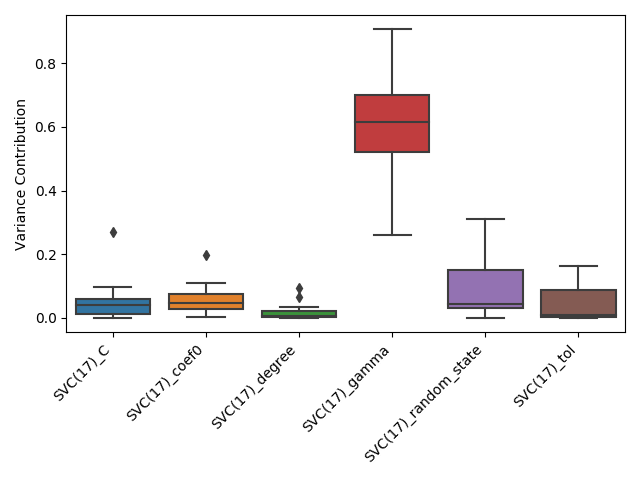 Variance Contribution
0.8
0.6
0.4
0.2
0.0
SVC(17)_C
SVC(17)_coef0
SVC(17)_degree
SVC(17)_gamma
SVC(17)_random_state
SVC(17)_tol